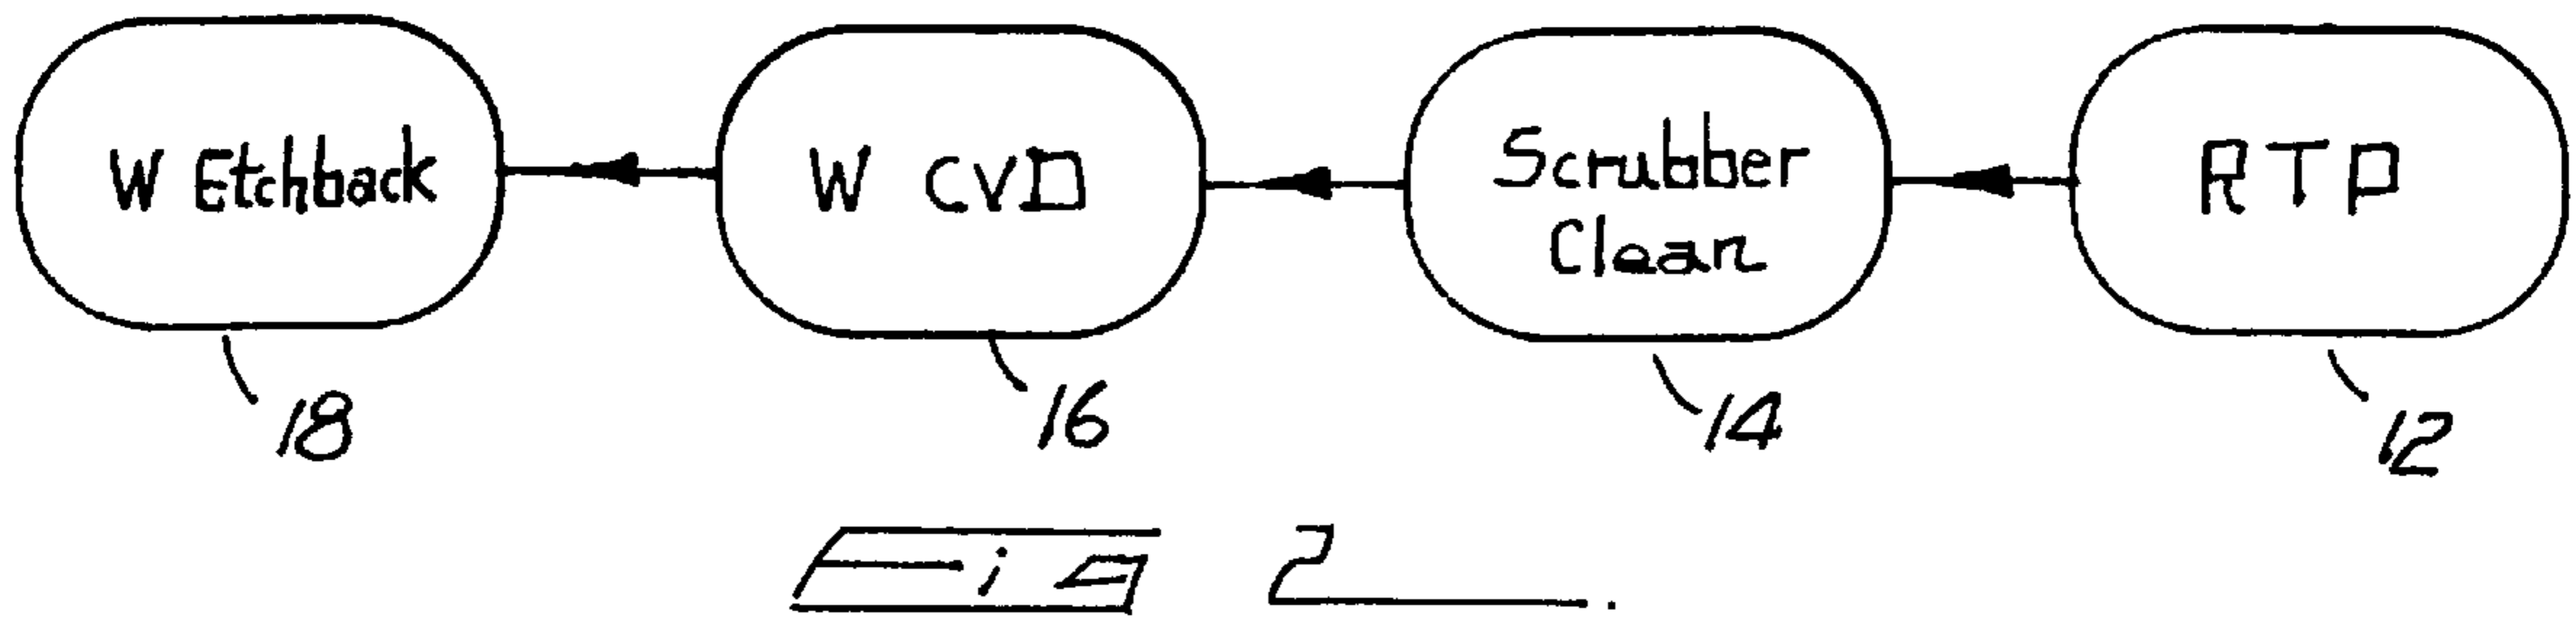 W Etchback
W CVD
Scrubber
Clean
RTP
18
16
14
12
Fig 2.